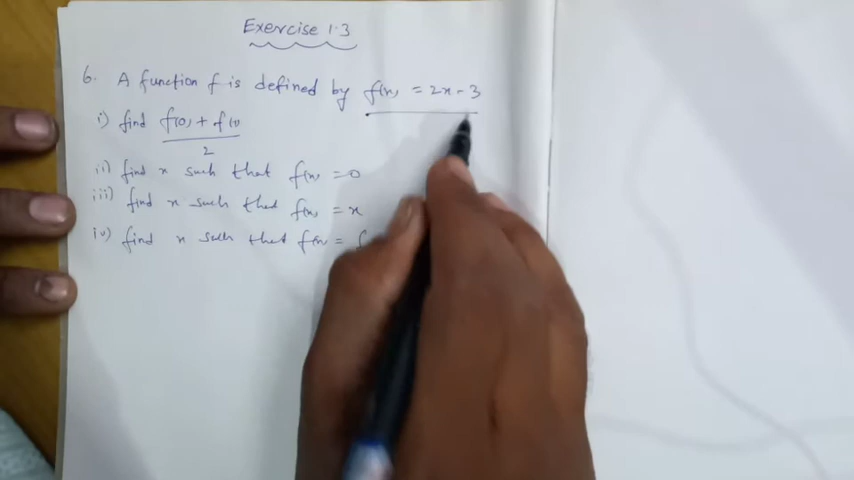 Exercise 1.3
6. A function f is defined by f(x) = 2x - 3
i) find f(0) + f(1)
2
ii) find x such that f(x) = 0
iii) find x such that f(x) = x
iv) find x such that f(x) =